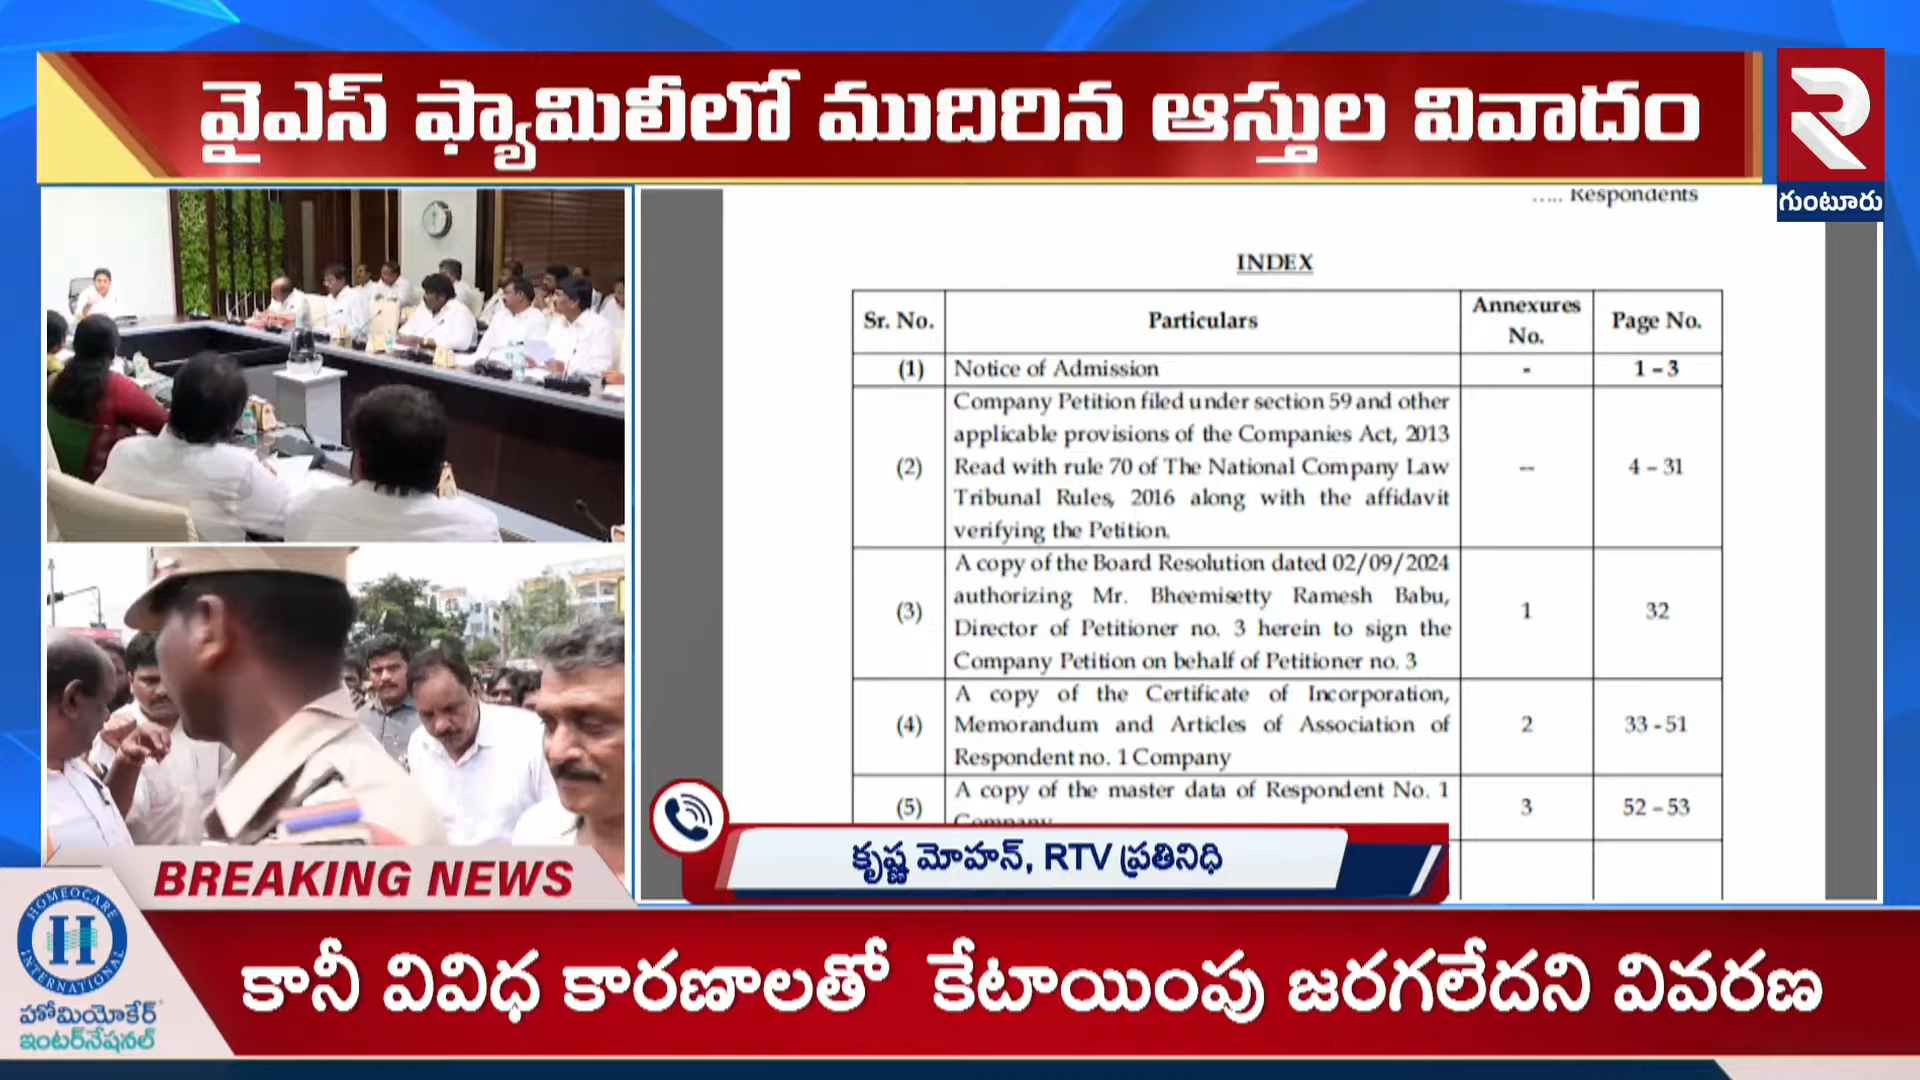 వైఎస్ ఫ్యామిలీలో ముదిరిన ఆస్తుల వివాదం
R
గుంటూరు
..... Respondents
INDEX
Sr. No. Particulars Annexures No. Page No.
(1) Notice of Admission - 1 – 3
Company Petition filed under section 59 and other
applicable provisions of the Companies Act, 2013
(2) Read with rule 70 of The National Company Law -- 4 – 31
Tribunal Rules, 2016 along with the affidavit
verifying the Petition.
A copy of the Board Resolution dated 02/09/2024
(3) authorizing Mr. Bheemisetty Ramesh Babu, 1 32
Director of Petitioner no. 3 herein to sign the
Company Petition on behalf of Petitioner no. 3
A copy of the Certificate of Incorporation,
(4) Memorandum and Articles of Association of 2 33 - 51
Respondent no. 1 Company
(5) A copy of the master data of Respondent No. 1 3 52 – 53
Company
కృష్ణ మోహన్, RTV ప్రతినిధి
BREAKING NEWS
HOMEOCARE
H
INTERNATIONAL
హోమియోకేర్
ఇంటర్నేషనల్
కానీ వివిధ కారణాలతో కేటాయింపు జరగలేదని వివరణ